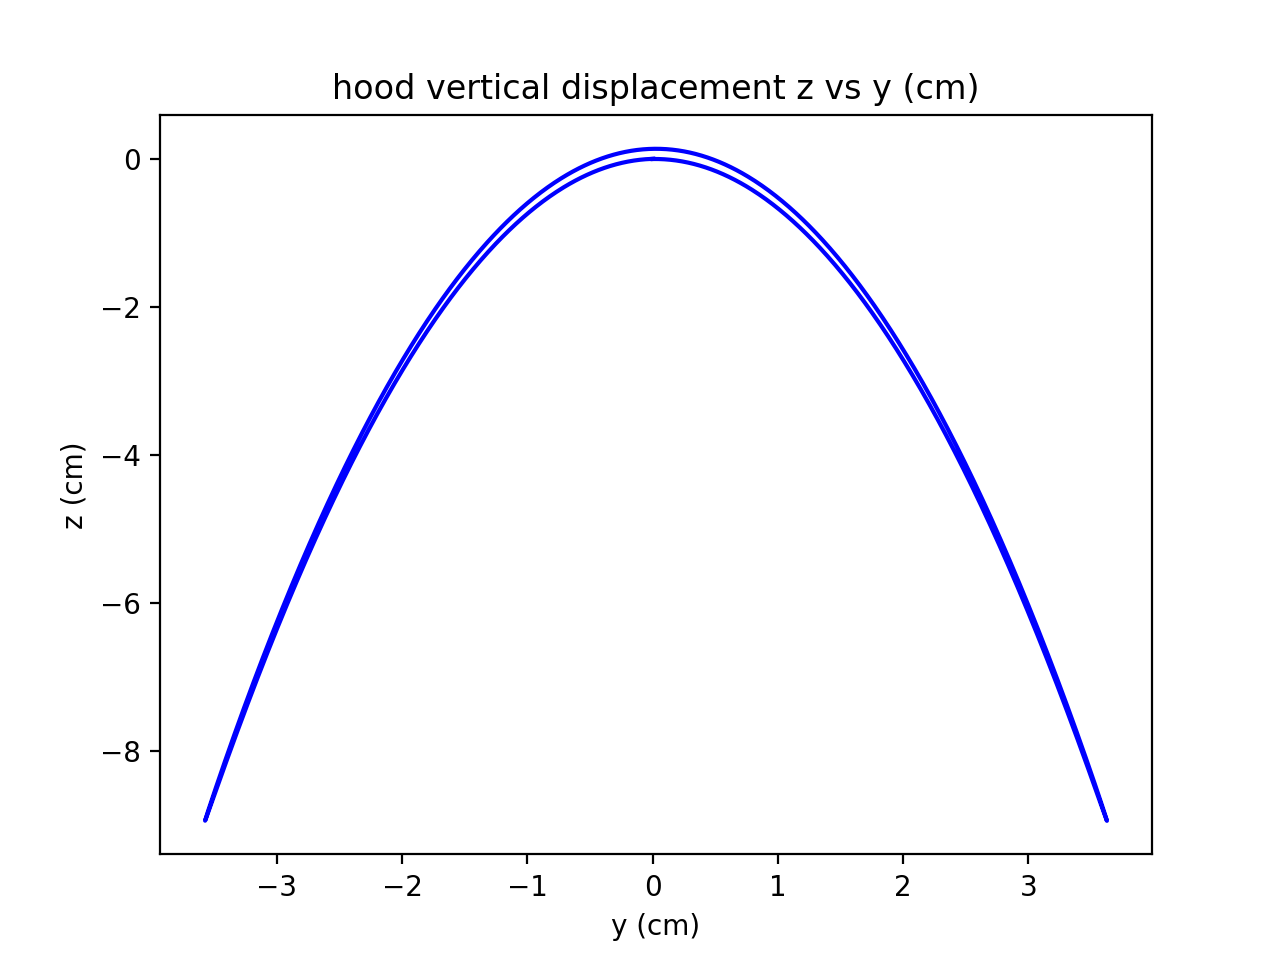 hood vertical displacement z vs y (cm)
0
−2
−4
−6
−8
z (cm)
−3 −2 −1 0 1 2 3
y (cm)